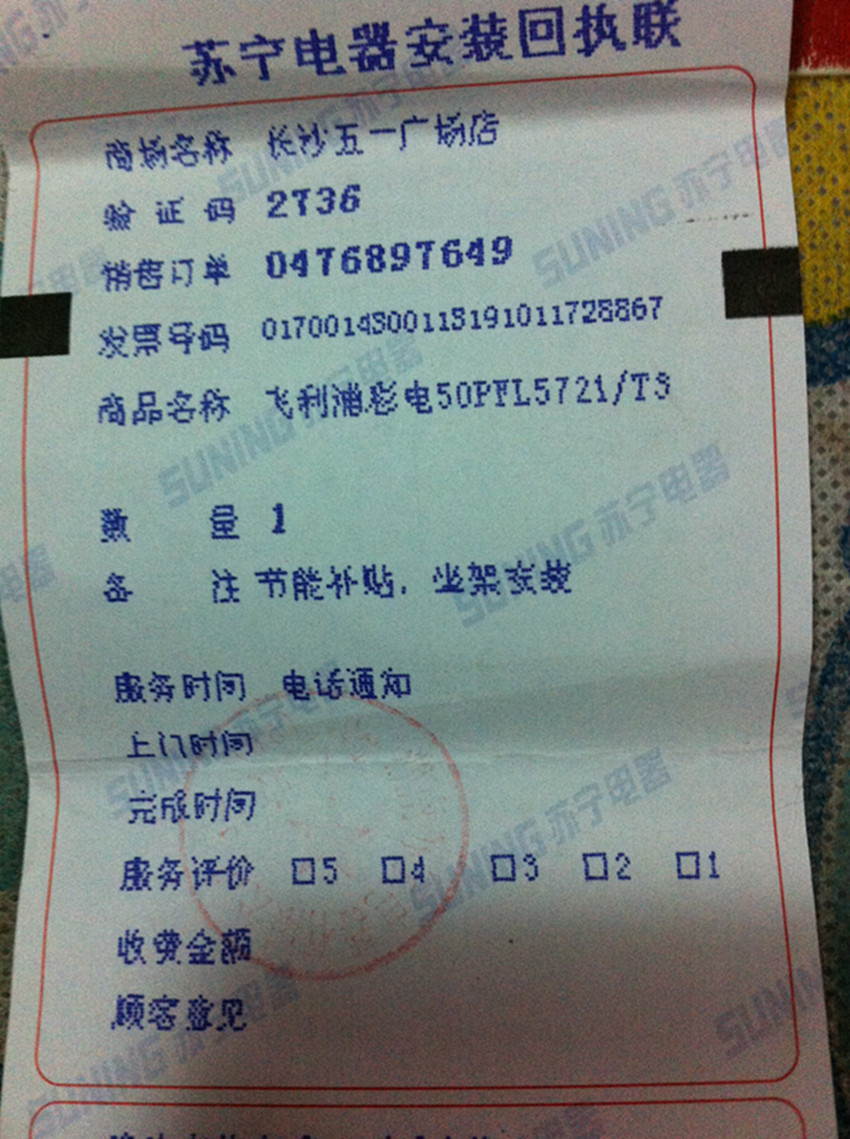 苏宁电器安装回执联
商场名称 长沙五一广场店
验证码 2736
销售订单 0476897649
发票号码 017001430011319101172​8867
商品名称 飞利浦彩电50PFL5721/T3
数 量 1
备 注 节能补贴，坐架安装
服务时间 电话通知
上门时间
完成时间
服务评价 □5 □4 □3 □2 □1
收费金额
顾客意见